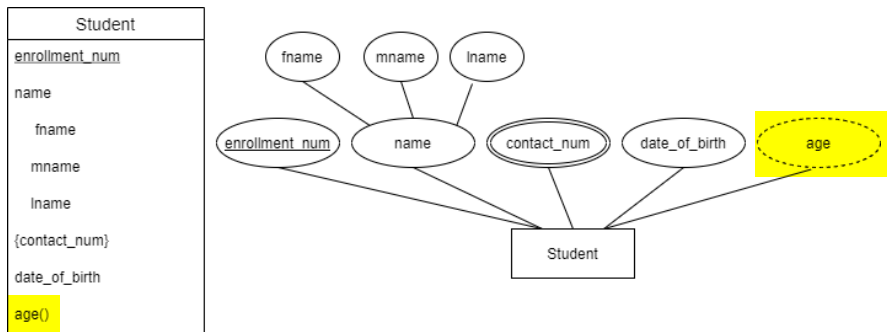 Student
enrollment_num
name
fname
mname
lname
{contact_num}
date_of_birth
age()
fname
mname
lname
enrollment_num
name
contact_num
date_of_birth
age
Student